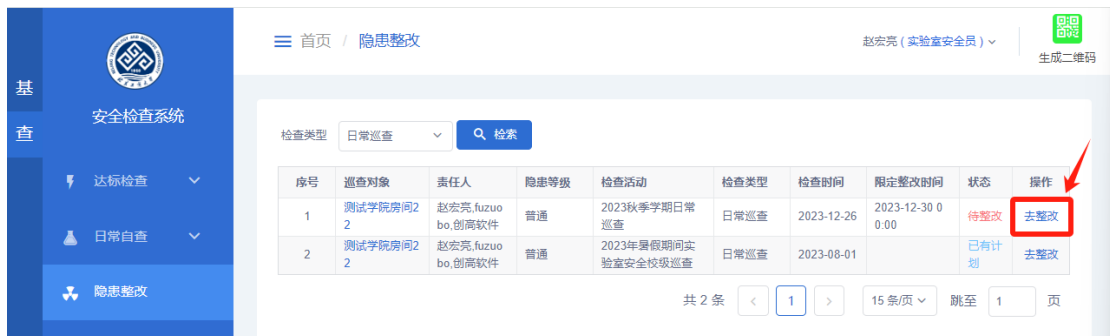 基
查
安全检查系统
达标检查
日常自查
隐患整改
首页 / 隐患整改
赵宏亮 ( 实验室安全员 )
生成二维码
检查类型 日常巡查 检索
序号 巡查对象 责任人 隐患等级 检查活动 检查类型 检查时间 限定整改时间 状态 操作
1 测试学院房间2 赵宏亮,fuzuo 普通 2023秋季学期日常 日常巡查 2023-12-26 2023-12-30 0 待整改 去整改
2 bo,创高软件 巡查 0:00
2 测试学院房间2 赵宏亮,fuzuo 普通 2023年暑假期间实 日常巡查 2023-08-01 已有计 去整改
2 bo,创高软件 验室安全校级巡查 划
共 2 条 < 1 > 15 条/页 跳至 1 页